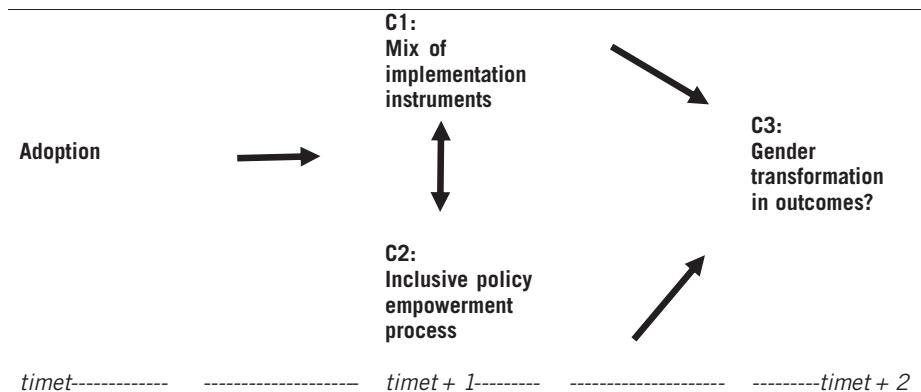 C1:
Mix of
implementation
instruments
Adoption
C3:
Gender
transformation
in outcomes?
C2:
Inclusive policy
empowerment
process
timet------------- --------------------- timet + 1--------- --------------------- ---------timet + 2